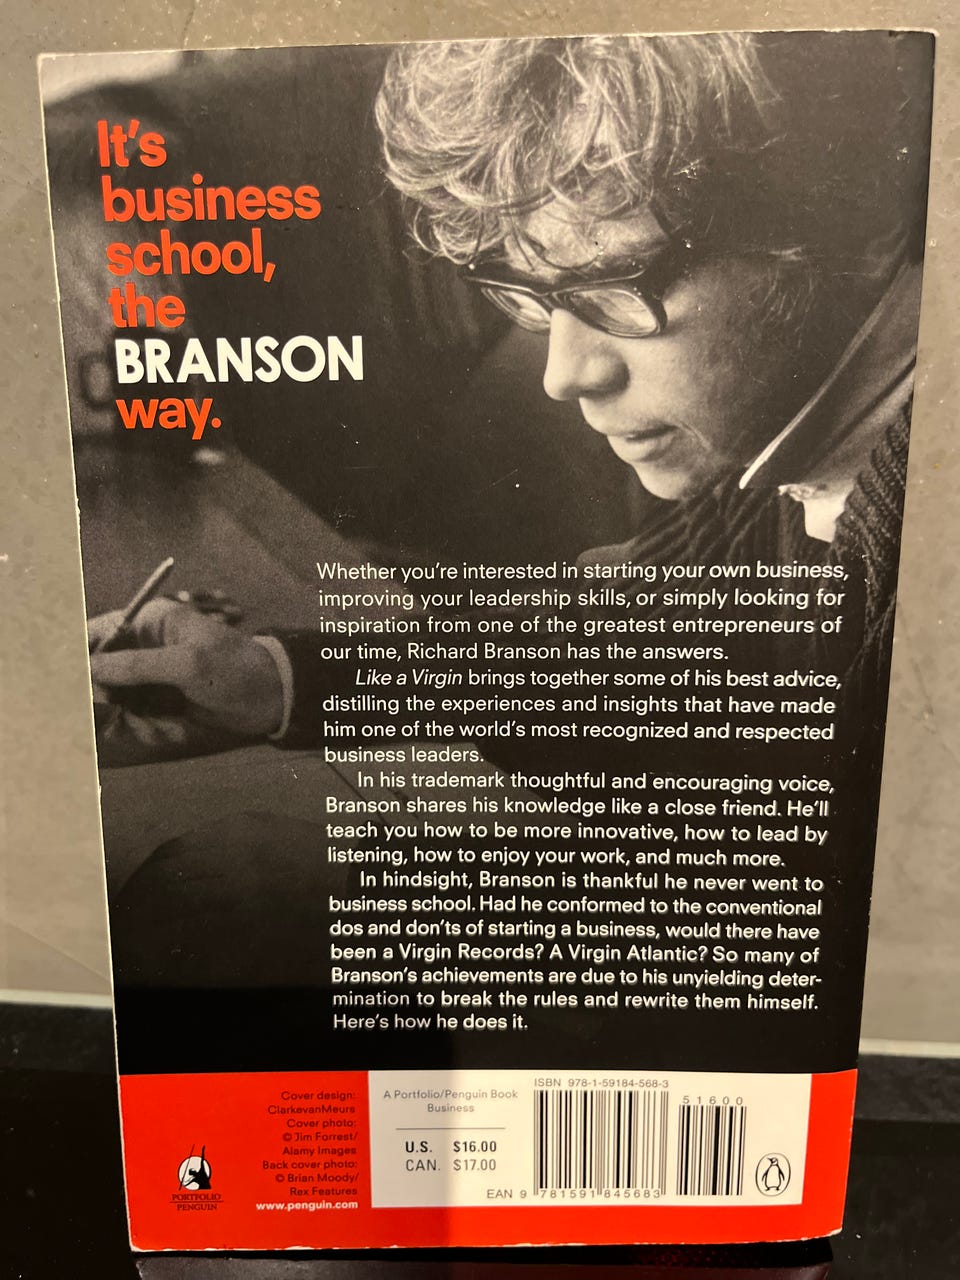 It's
business
school,
the
BRANSON
way.
Whether you're interested in starting your own business,
improving your leadership skills, or simply looking for
inspiration from one of the greatest entrepreneurs of
our time, Richard Branson has the answers.
Like a Virgin brings together some of his best advice,
distilling the experiences and insights that have made
him one of the world's most recognized and respected
business leaders.
In his trademark thoughtful and encouraging voice,
Branson shares his knowledge like a close friend. He'll
teach you how to be more innovative, how to lead by
listening, how to enjoy your work, and much more.
In hindsight, Branson is thankful he never went to
business school. Had he conformed to the conventional
dos and don'ts of starting a business, would there have
been a Virgin Records? A Virgin Atlantic? So many of
Branson's achievements are due to his unyielding deter-
mination to break the rules and rewrite them himself.
Here's how he does it.
Cover design:
ClarkevanMeurs
Cover photo:
© Jim Forrest/
Alamy Images
Back cover photo:
© Brian Moody/
Rex Features
www.penguin.com
PORTFOLIO
PENGUIN
A Portfolio/Penguin Book
Business
U.S. $16.00
CAN. $17.00
ISBN 978-1-59184-568-3
51600
EAN 9 781591 845683